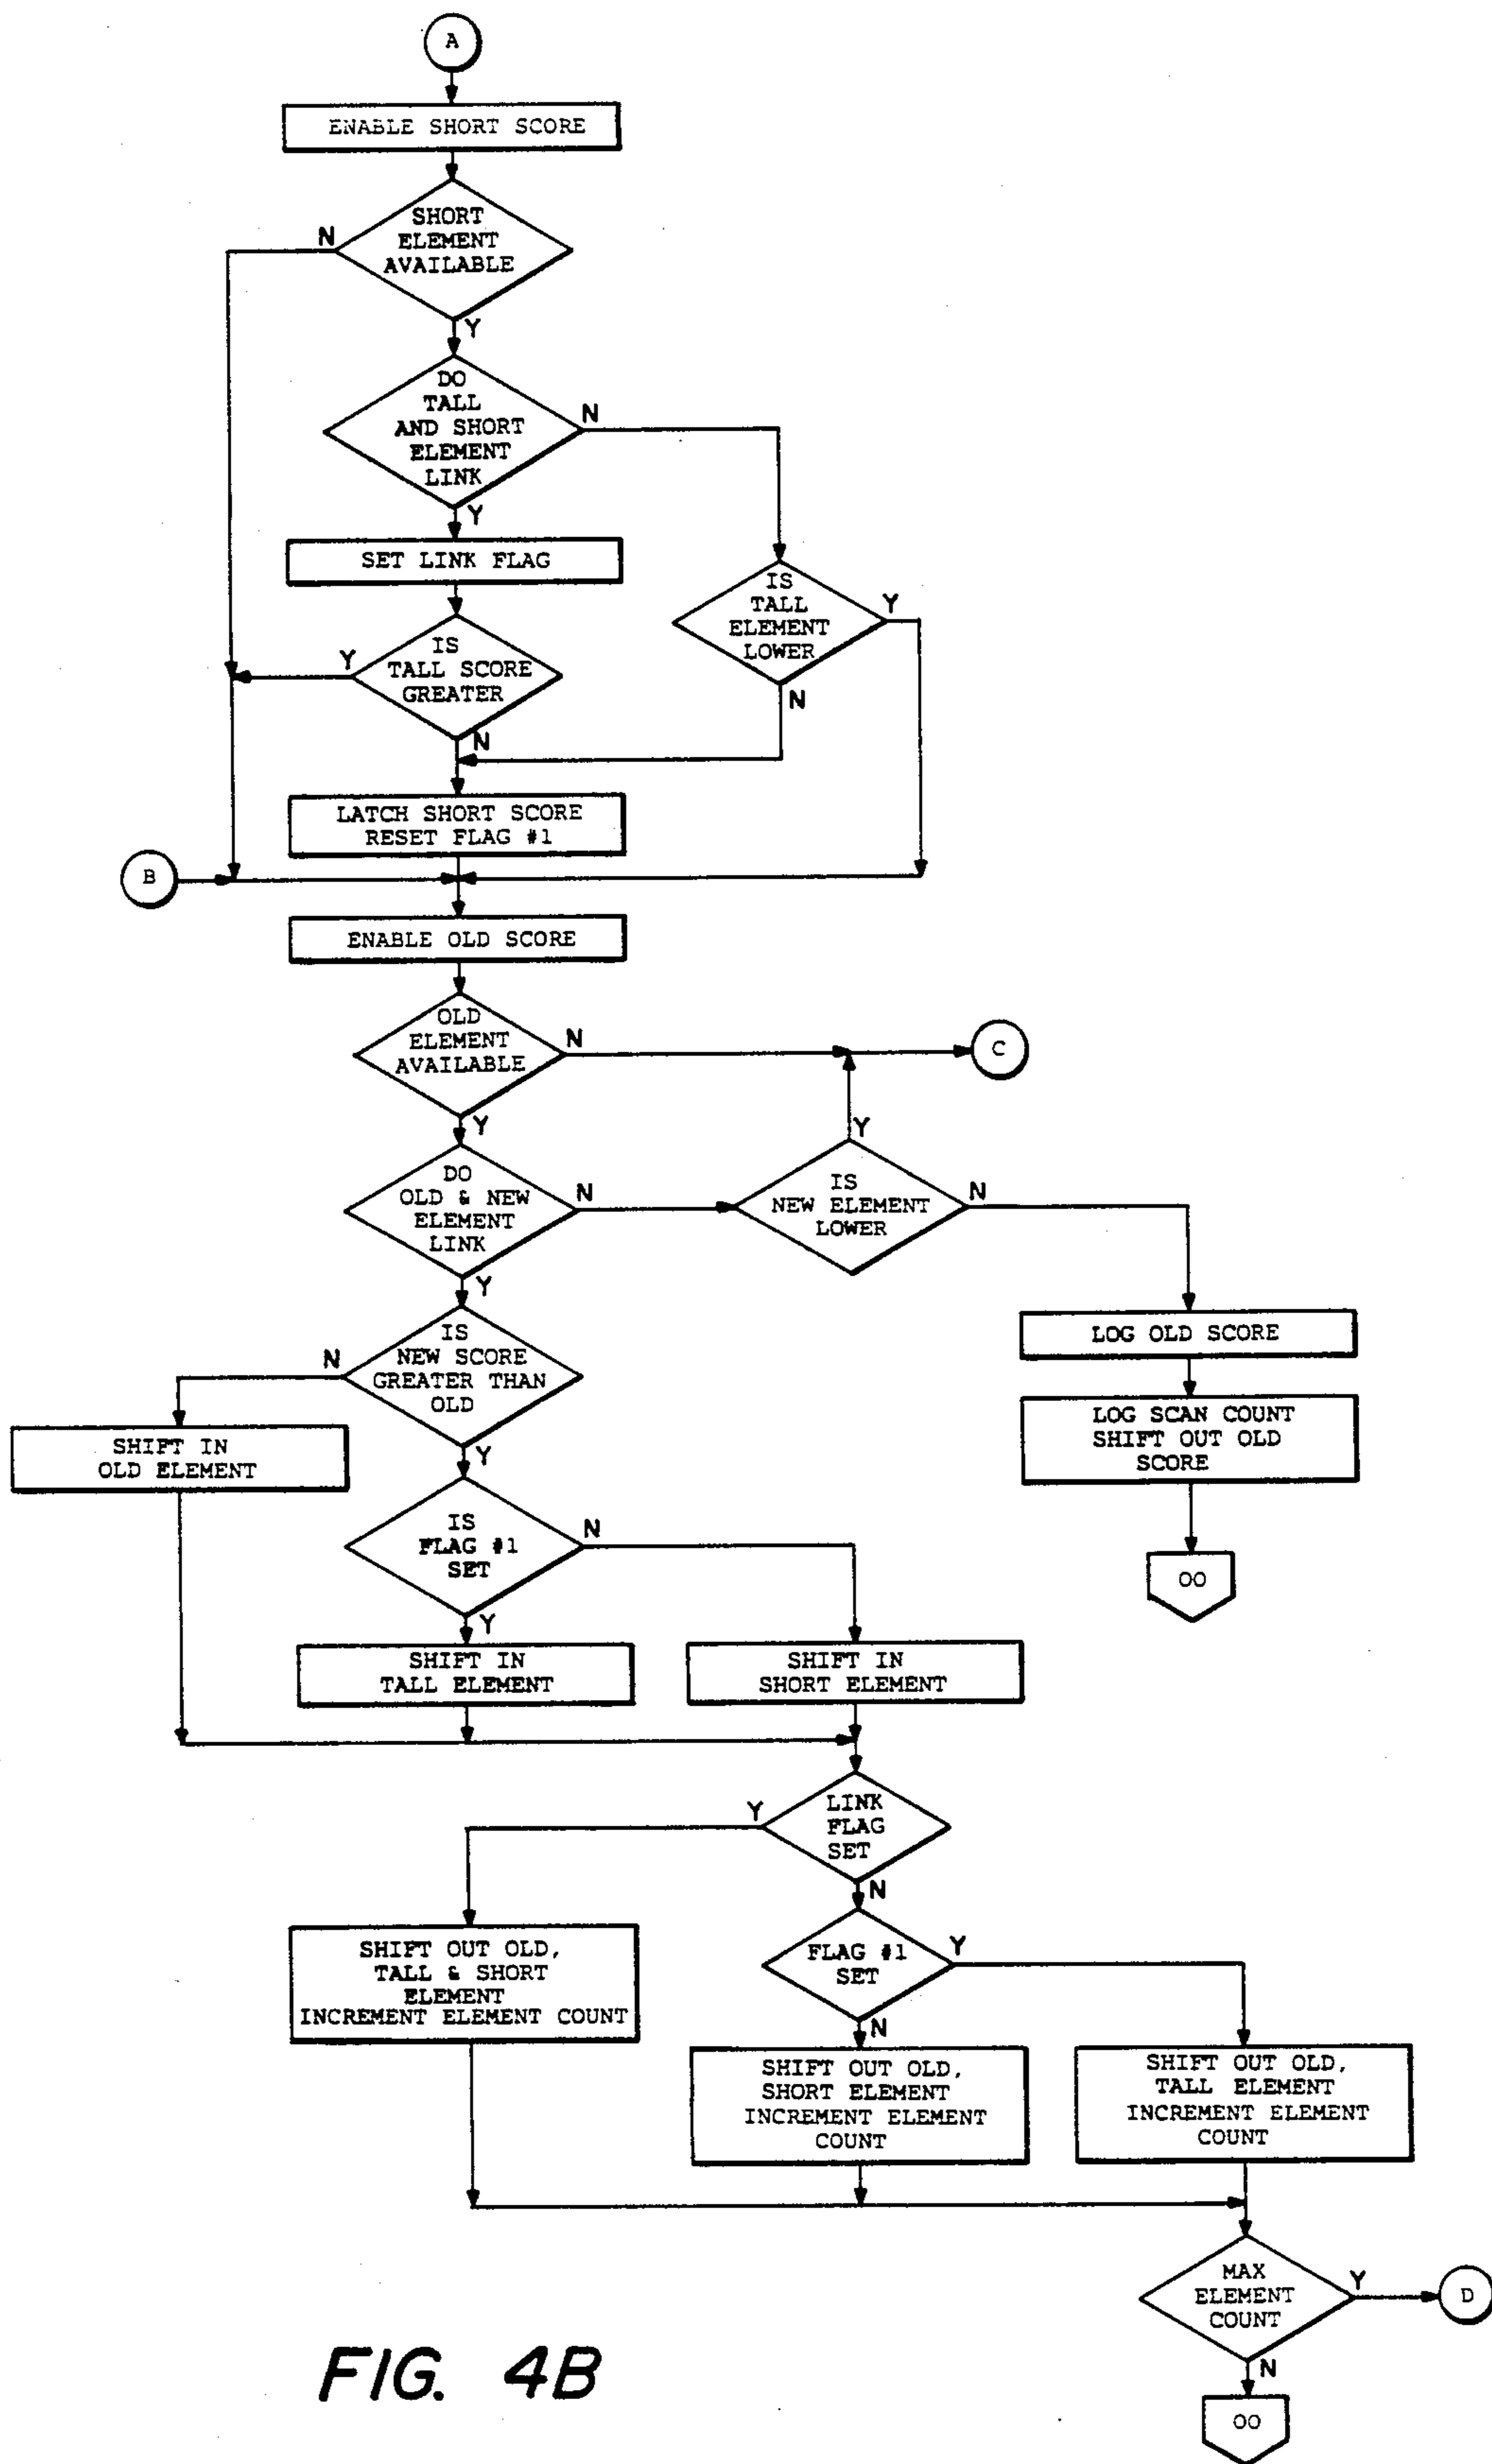 A
ENABLE SHORT SCORE
SHORT
ELEMENT
AVAILABLE
N
Y
DO
TALL
AND SHORT
ELEMENT
LINK
N
Y
SET LINK FLAG
IS
TALL
ELEMENT
LOWER
Y
N
IS
TALL SCORE
GREATER
Y
N
LATCH SHORT SCORE
RESET FLAG #1
B
ENABLE OLD SCORE
OLD
ELEMENT
AVAILABLE
N
C
Y
DO
OLD & NEW
ELEMENT
LINK
N
Y
IS
NEW ELEMENT
LOWER
Y
N
IS
NEW SCORE
GREATER THAN
OLD
N
Y
LOG OLD SCORE
LOG SCAN COUNT
SHIFT OUT OLD
SCORE
OO
SHIFT IN
OLD ELEMENT
IS
FLAG #1
SET
N
Y
SHIFT IN
TALL ELEMENT
SHIFT IN
SHORT ELEMENT
LINK
FLAG
SET
Y
N
FLAG #1
SET
Y
N
SHIFT OUT OLD,
TALL & SHORT
ELEMENT
INCREMENT ELEMENT COUNT
SHIFT OUT OLD,
SHORT ELEMENT
INCREMENT ELEMENT
COUNT
SHIFT OUT OLD,
TALL ELEMENT
INCREMENT ELEMENT
COUNT
MAX
ELEMENT
COUNT
Y
D
N
OO
FIG. 4B